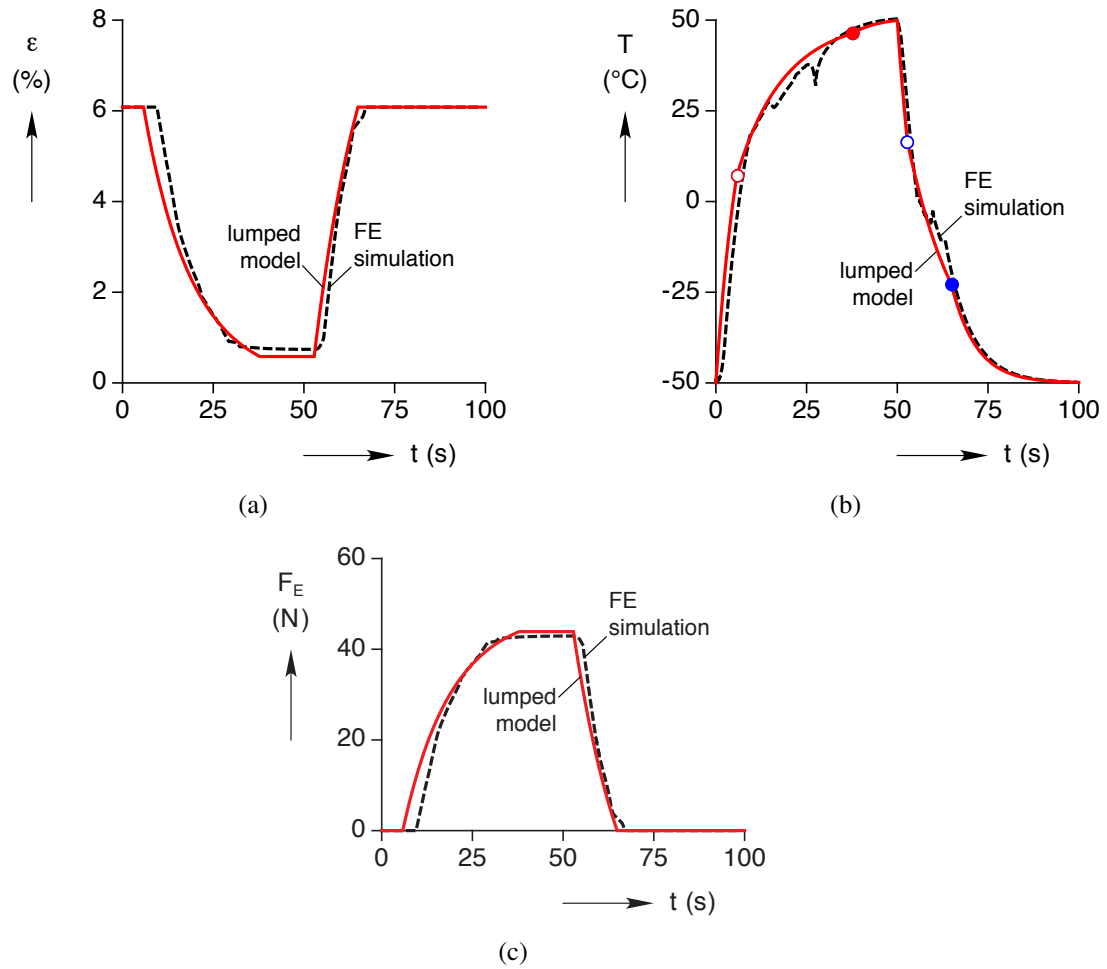 ε
(%)
8
6
4
2
0
0 25 50 75 100
t (s)
lumped
model
FE
simulation
(a)
T
(°C)
50
25
0
-25
-50
0 25 50 75 100
t (s)
FE
simulation
lumped
model
(b)
F_E
(N)
60
40
20
0
0 25 50 75 100
t (s)
FE
simulation
lumped
model
(c)